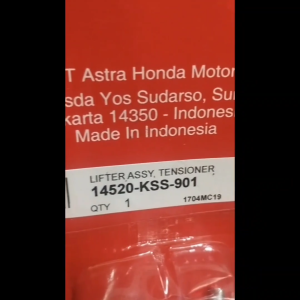 T Astra Honda Motor
sda Yos Sudarso, Su
karta 14350 - Indones
Made In Indonesia
LIFTER ASSY, TENSIONER
14520-KSS-901
QTY 1 1704MC19